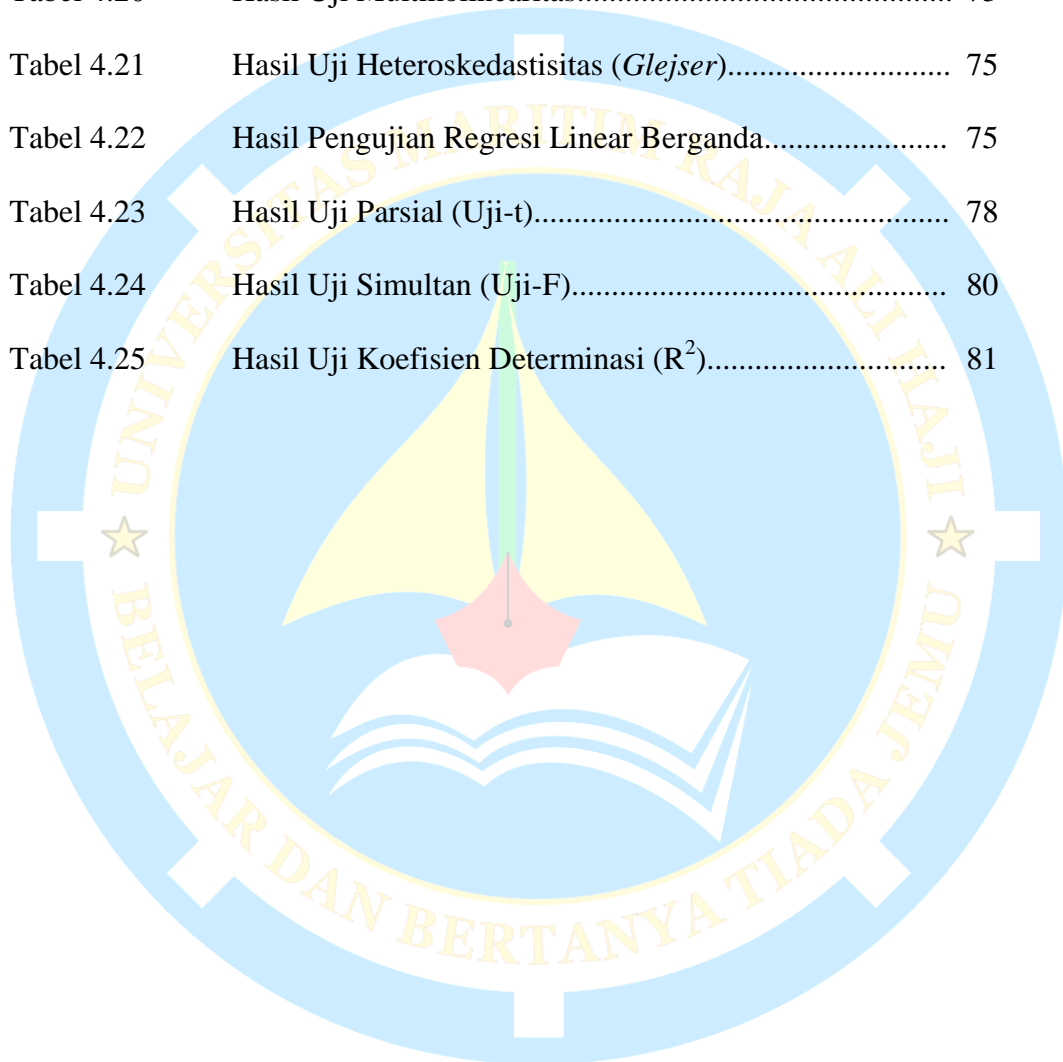 Tabel 4.21 Hasil Uji Heteroskedastisitas (Glejser)........................... 75
Tabel 4.22 Hasil Pengujian Regresi Linear Berganda...................... 75
Tabel 4.23 Hasil Uji Parsial (Uji-t)................................................... 78
Tabel 4.24 Hasil Uji Simultan (Uji-F).............................................. 80
Tabel 4.25 Hasil Uji Koefisien Determinasi (R²)............................. 81
UNIVERSITAS MARITIM RAJA ALI HAJI
BELAJAR DAN BERTANYA TIADA JEMU